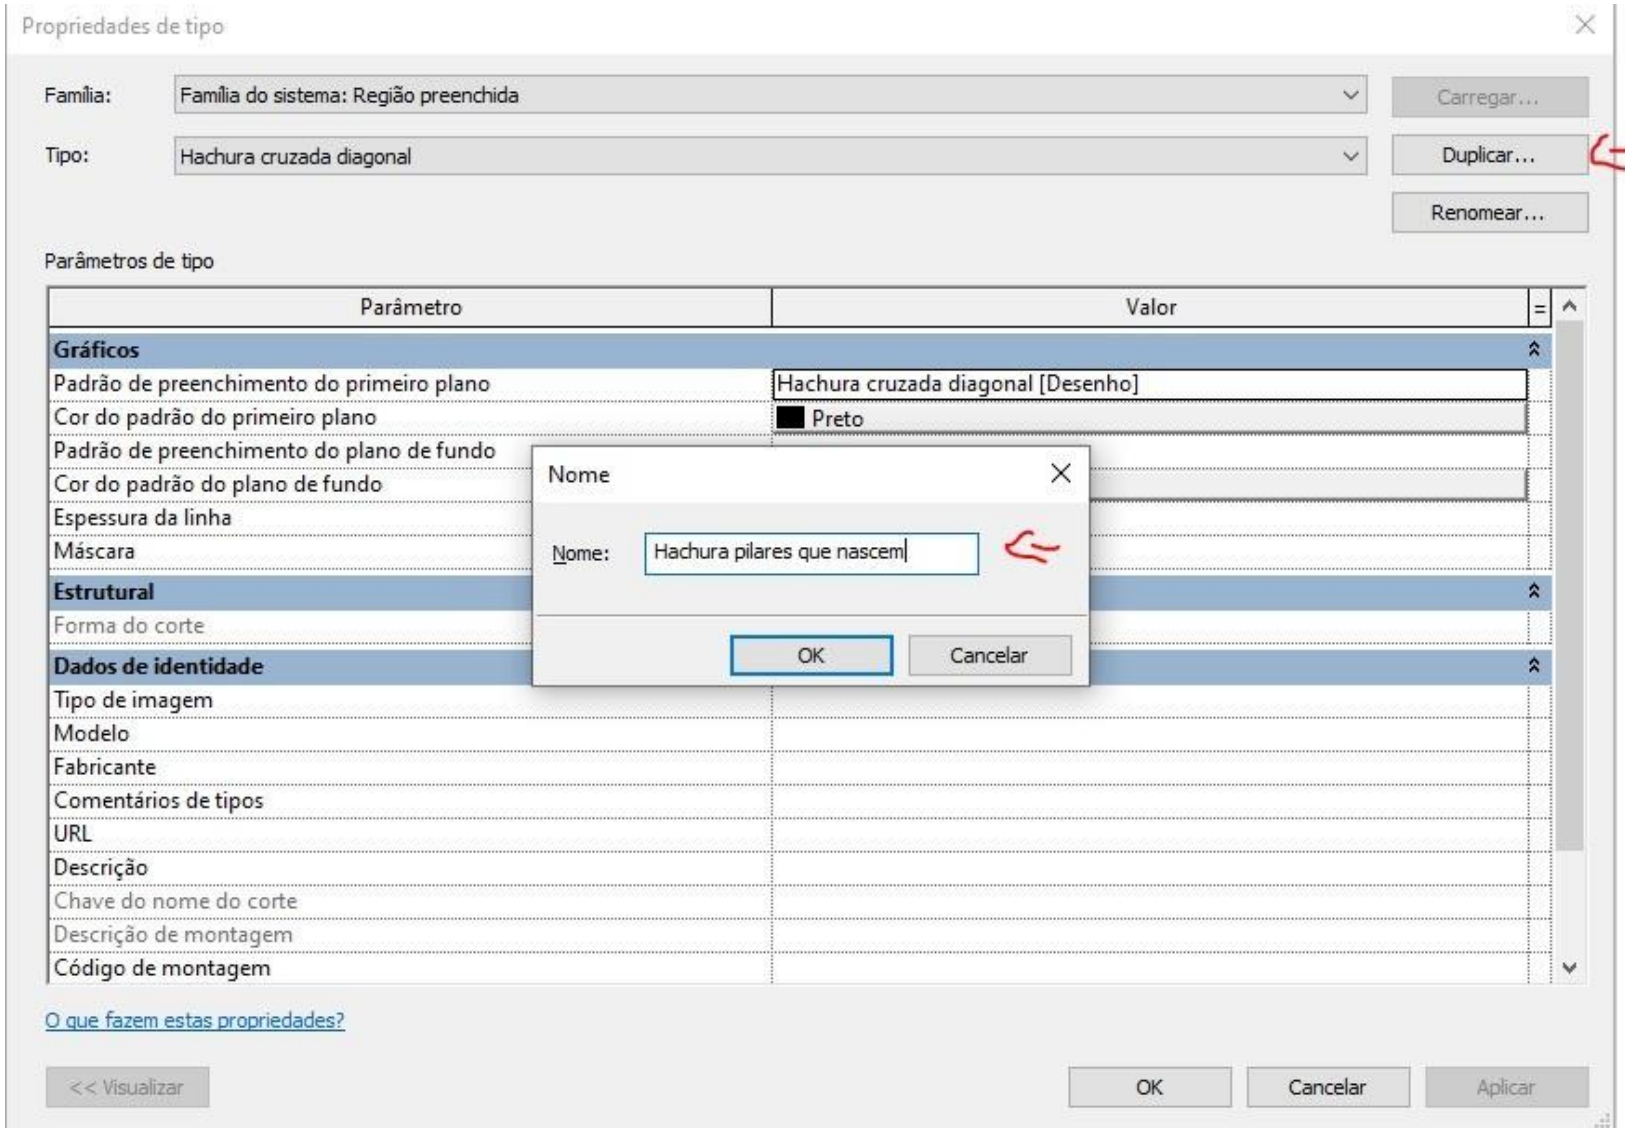 Propriedades de tipo
Família: Família do sistema: Região preenchida Carregar...
Tipo: Hachura cruzada diagonal Duplicar...
Renomear...
Parâmetros de tipo
Parâmetro Valor =
Gráficos
Padrão de preenchimento do primeiro plano Hachura cruzada diagonal [Desenho]
Cor do padrão do primeiro plano Preto
Padrão de preenchimento do plano de fundo
Cor do padrão do plano de fundo
Espessura da linha
Máscara
Nome
Nome: Hachura pilares que nascem
OK Cancelar
Estrutural
Forma do corte
Dados de identidade
Tipo de imagem
Modelo
Fabricante
Comentários de tipos
URL
Descrição
Chave do nome do corte
Descrição de montagem
Código de montagem
O que fazem estas propriedades?
<< Visualizar OK Cancelar Aplicar